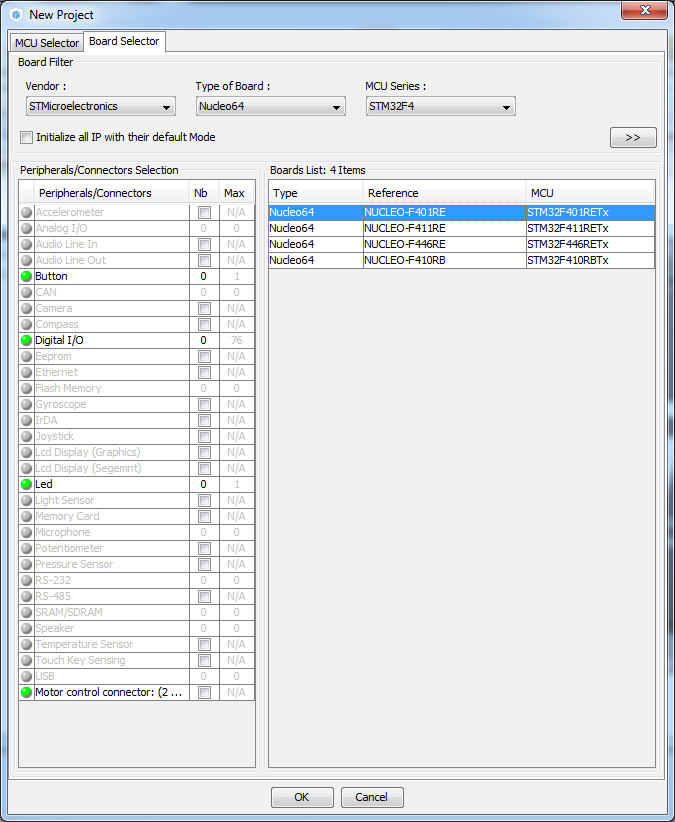 New Project
MCU Selector Board Selector
Board Filter
Vendor : Type of Board : MCU Series :
STMicroelectronics Nucleo64 STM32F4
Initialize all IP with their default Mode >>
Peripherals/Connectors Selection Boards List: 4 Items
Peripherals/Connectors Nb Max Type Reference MCU
Accelerometer N/A Nucleo64 NUCLEO-F401RE STM32F401RETx
Analog I/O 0 0 Nucleo64 NUCLEO-F411RE STM32F411RETx
Audio Line In N/A Nucleo64 NUCLEO-F446RE STM32F446RETx
Audio Line Out N/A Nucleo64 NUCLEO-F410RB STM32F410RBTx
Button 0 1
CAN 0 0
Camera N/A
Compass N/A
Digital I/O 0 76
Eeprom N/A
Ethernet N/A
Flash Memory 0 0
Gyroscope N/A
IrDA N/A
Joystick N/A
Lcd Display (Graphics) N/A
Lcd Display (Segemnt) N/A
Led 0 1
Light Sensor N/A
Memory Card N/A
Microphone 0 0
Potentiometer N/A
Pressure Sensor N/A
RS-232 0 0
RS-485 N/A
SRAM/SDRAM 0 0
Speaker 0 0
Temperature Sensor N/A
Touch Key Sensing N/A
USB 0 0
Motor control connector: (2 ... N/A
OK Cancel